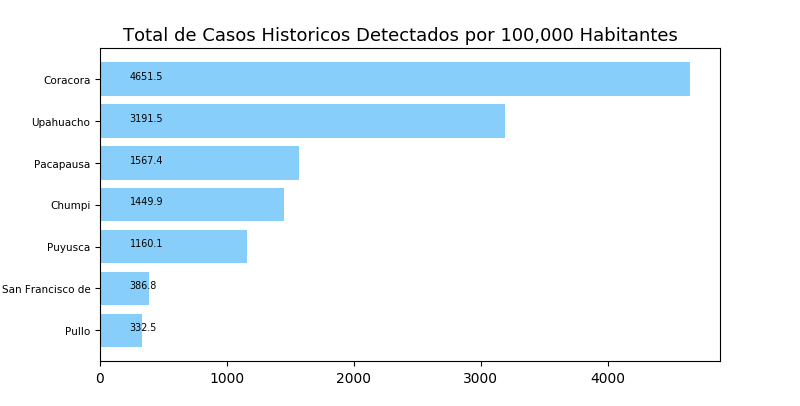 Total de Casos Historicos Detectados por 100,000 Habitantes
Coracora 4651.5
Upahuacho 3191.5
Pacapausa 1567.4
Chumpi 1449.9
Puyusca 1160.1
San Francisco de 386.8
Pullo 332.5
0 1000 2000 3000 4000